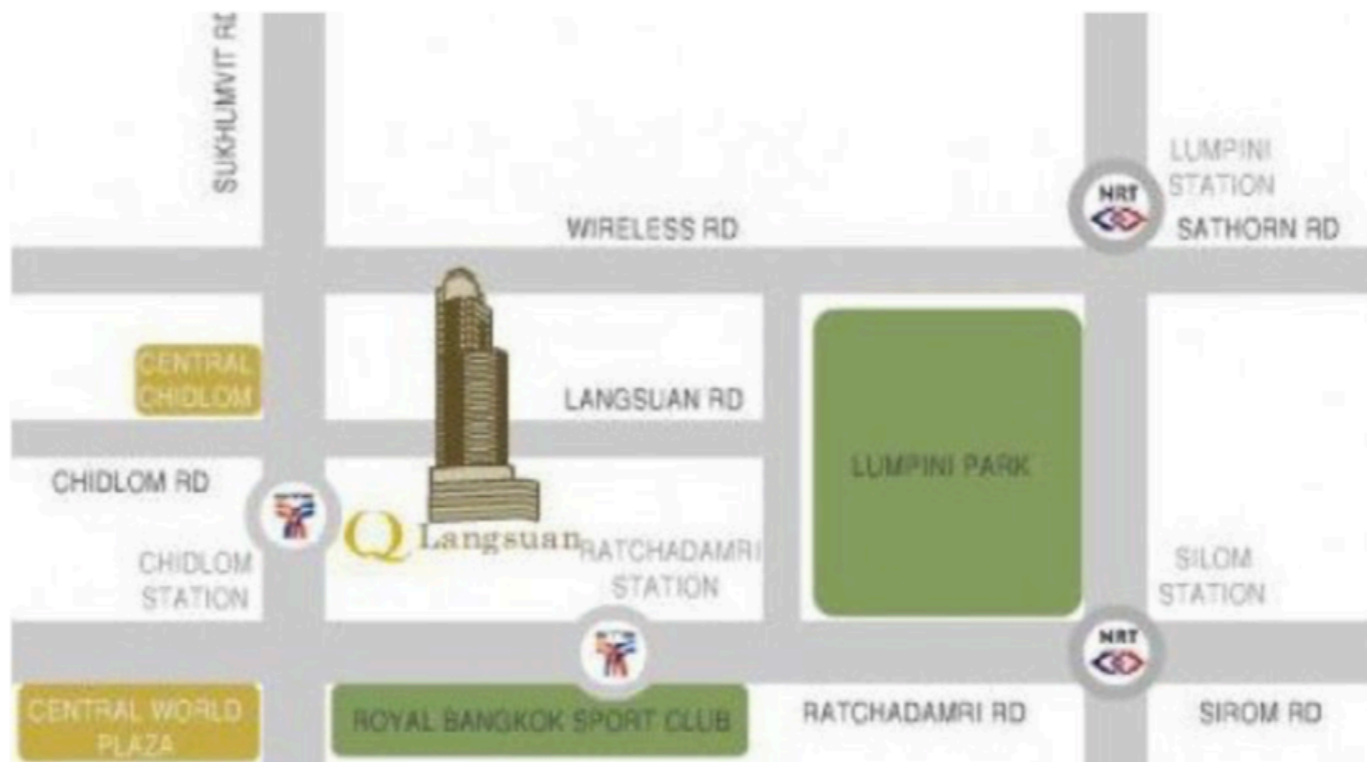 SUKHUMVIT RD
LUMPINI
STATION
NRT
WIRELESS RD
SATHORN RD
CENTRAL
CHIDLOM
LANGSUAN RD
LUMPINI PARK
CHIDLOM RD
Q Langsuan
RATCHADAMRI
STATION
CHIDLOM
STATION
SILOM
STATION
NRT
CENTRAL WORLD
PLAZA
ROYAL BANGKOK SPORT CLUB
RATCHADAMRI RD
SIROM RD